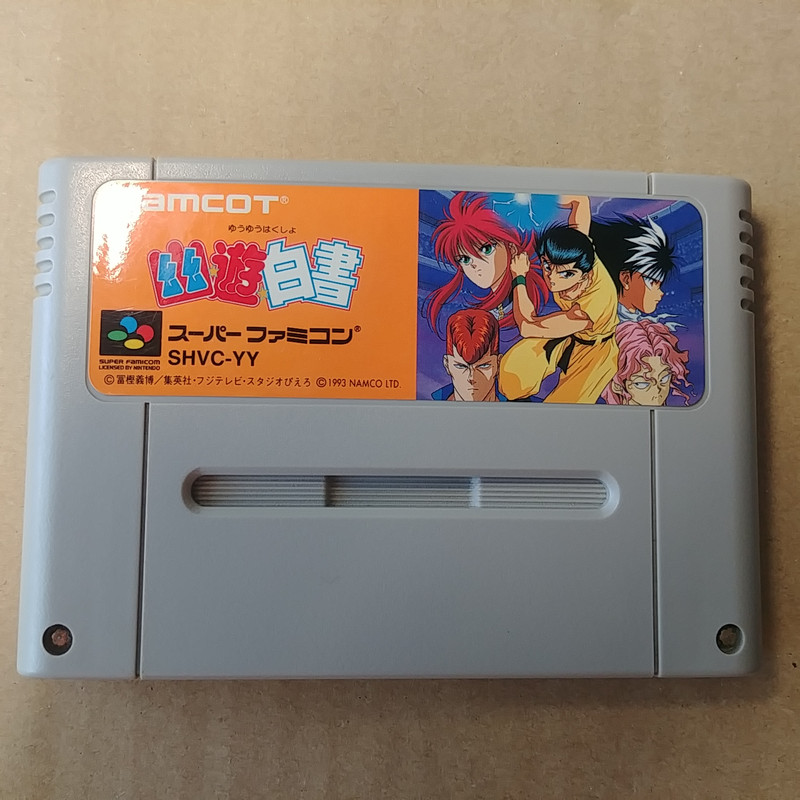 amcot®
ゆうゆうはくしょ
幽遊白書
スーパーファミコン®
SHVC-YY
SUPER FAMICOM
LICENSED BY NINTENDO
©冨樫義博/集英社・フジテレビ・スタジオぴえろ ©1993 NAMCO LTD.